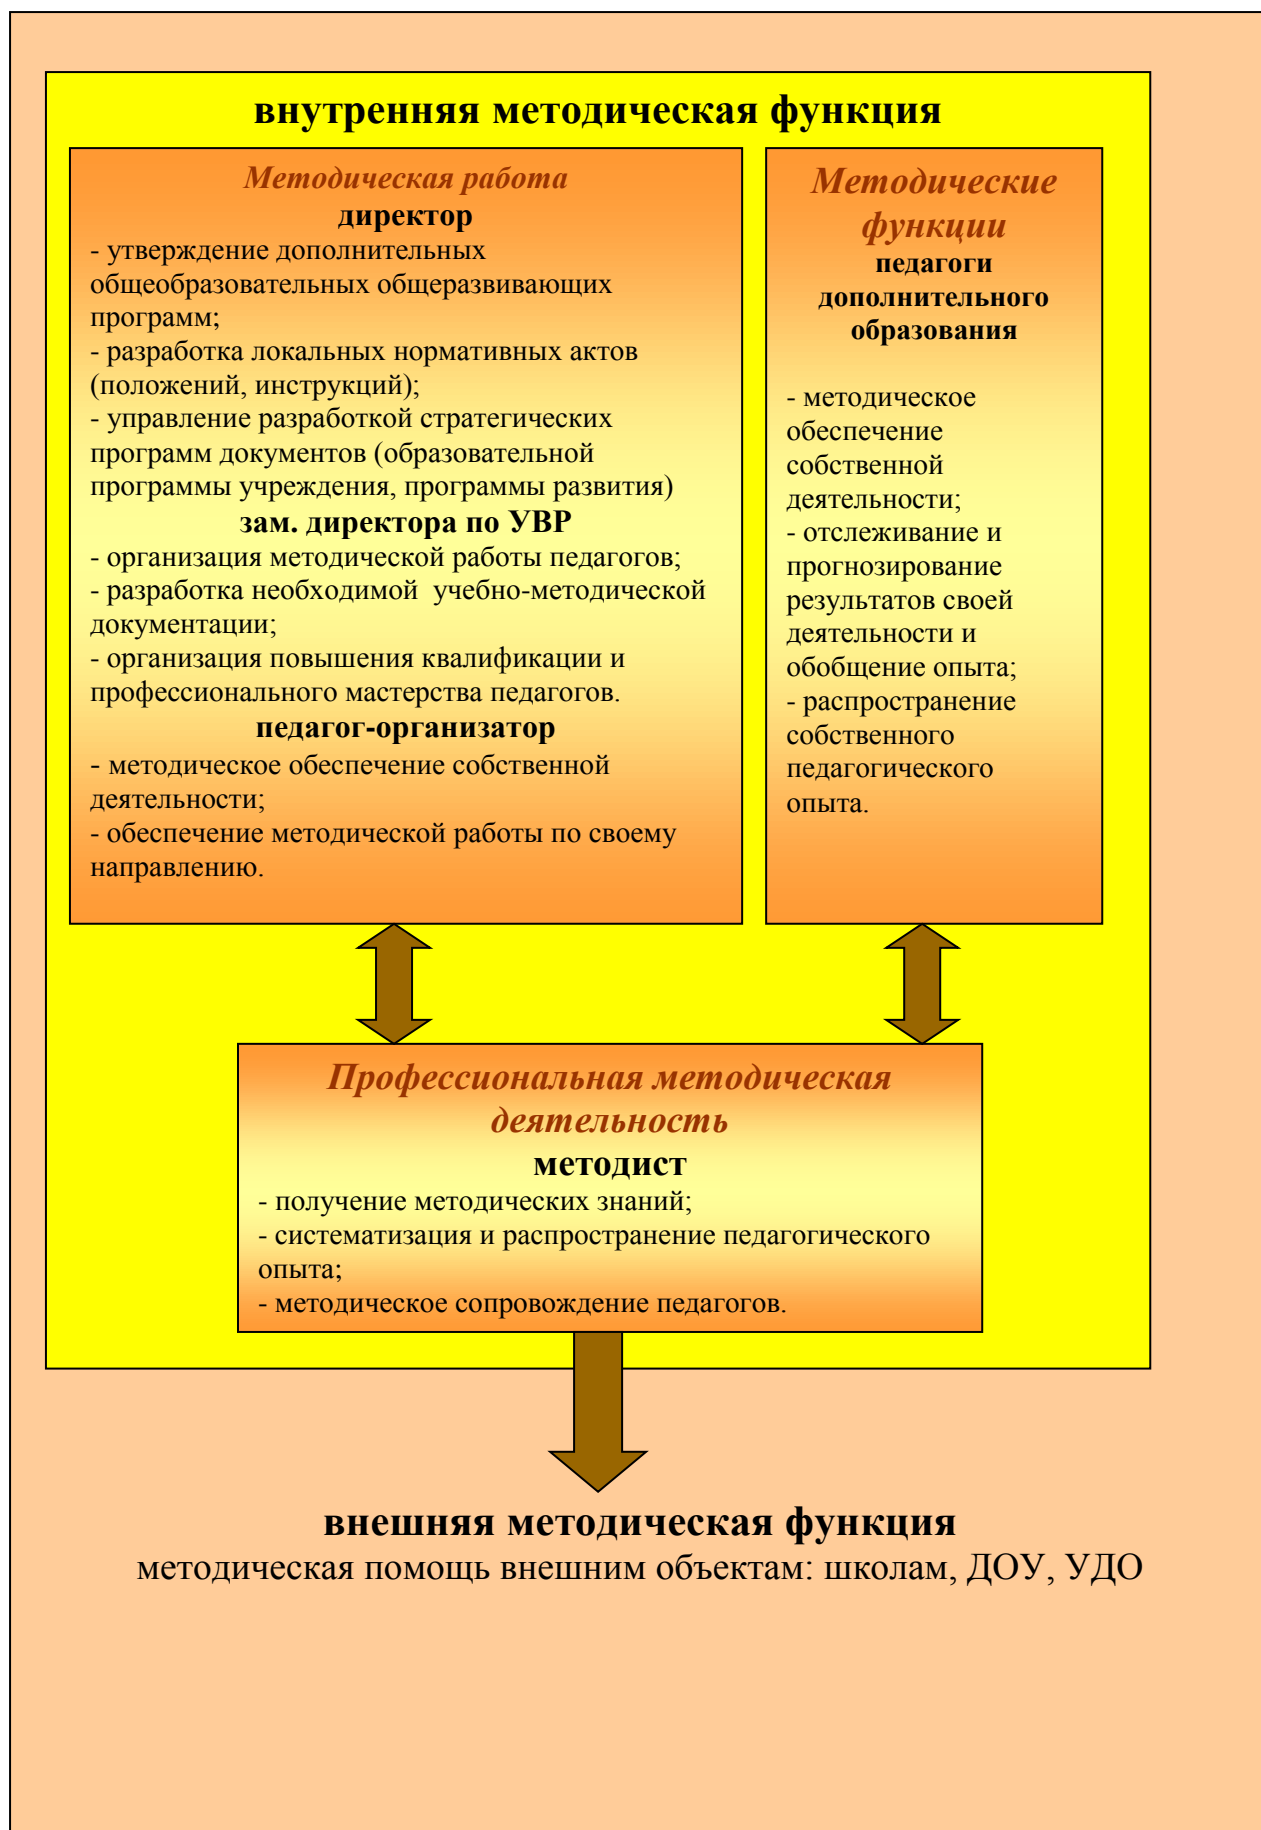 внутренняя методическая функция
Методическая работа
директор
- утверждение дополнительных
общеобразовательных общеразвивающих
программ;
- разработка локальных нормативных актов
(положений, инструкций);
- управление разработкой стратегических
программ документов (образовательной
программы учреждения, программы развития)
зам. директора по УВР
- организация методической работы педагогов;
- разработка необходимой учебно-методической
документации;
- организация повышения квалификации и
профессионального мастерства педагогов.
педагог-организатор
- методическое обеспечение собственной
деятельности;
- обеспечение методической работы по своему
направлению.
Методические
функции
педагоги
дополнительного
образования
- методическое
обеспечение
собственной
деятельности;
- отслеживание и
прогнозирование
результатов своей
деятельности и
обобщение опыта;
- распространение
собственного
педагогического
опыта.
Профессиональная методическая
деятельность
методист
- получение методических знаний;
- систематизация и распространение педагогического
опыта;
- методическое сопровождение педагогов.
внешняя методическая функция
методическая помощь внешним объектам: школам, ДОУ, УДО